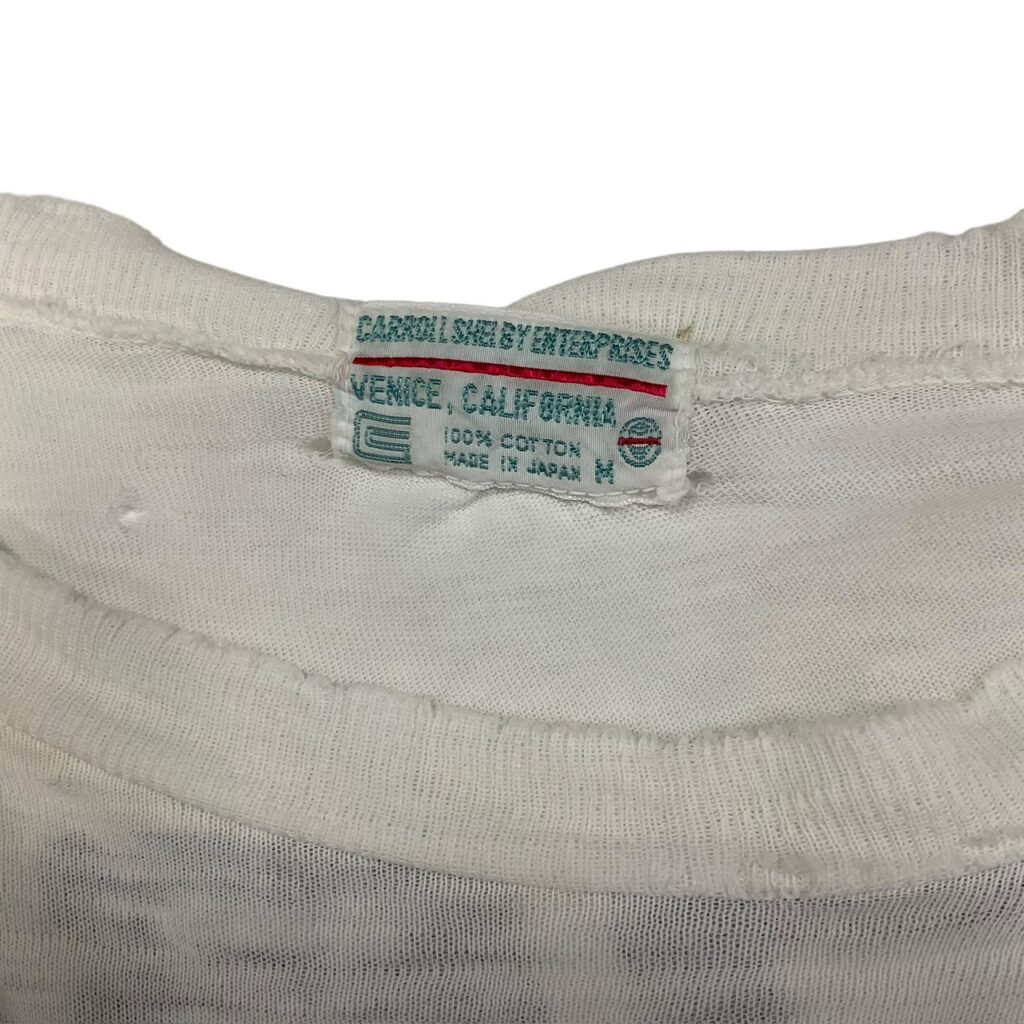 CARROLL SHELBY ENTERPRISES
VENICE, CALIFORNIA
100% COTTON
MADE IN JAPAN M